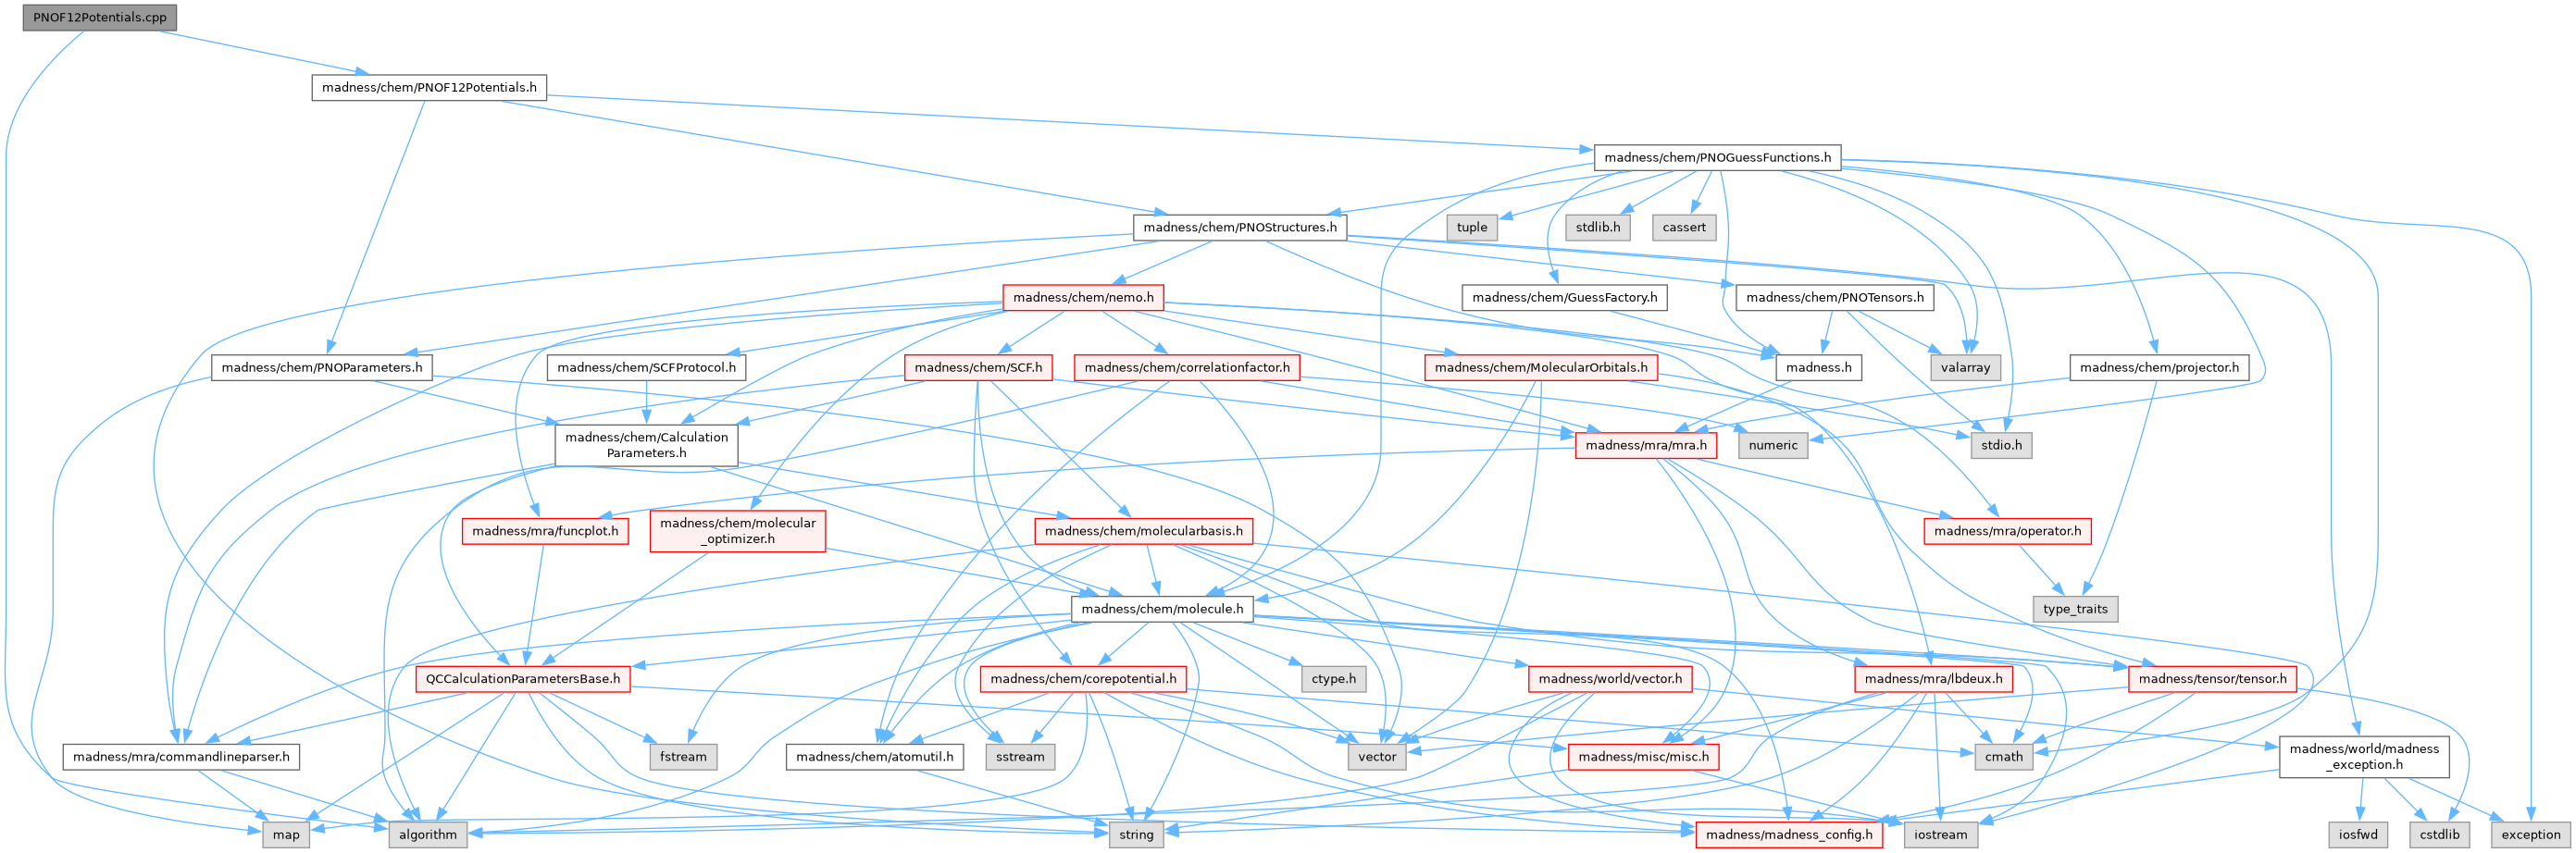 PNOF12Potentials.cpp
madness/chem/PNOF12Potentials.h
madness/chem/PNOGuessFunctions.h
tuple
stdlib.h
cassert
madness/chem/PNOStructures.h
madness/chem/nemo.h
madness/chem/GuessFactory.h
madness/chem/PNOTensors.h
madness/chem/PNOParameters.h
madness/chem/SCFProtocol.h
madness/chem/SCF.h
madness/chem/correlationfactor.h
madness/chem/MolecularOrbitals.h
madness.h
valarray
madness/chem/projector.h
madness/chem/Calculation
Parameters.h
madness/mra/mra.h
numeric
stdio.h
madness/mra/funcplot.h
madness/chem/molecular
_optimizer.h
madness/chem/molecularbasis.h
madness/mra/operator.h
madness/chem/molecule.h
type_traits
QCCalculationParametersBase.h
madness/chem/corepotential.h
ctype.h
madness/world/vector.h
madness/mra/lbdeux.h
madness/tensor/tensor.h
madness/mra/commandlineparser.h
fstream
madness/chem/atomutil.h
sstream
vector
madness/misc/misc.h
cmath
madness/world/madness
_exception.h
map
algorithm
string
madness/madness_config.h
iostream
iosfwd
cstdlib
exception